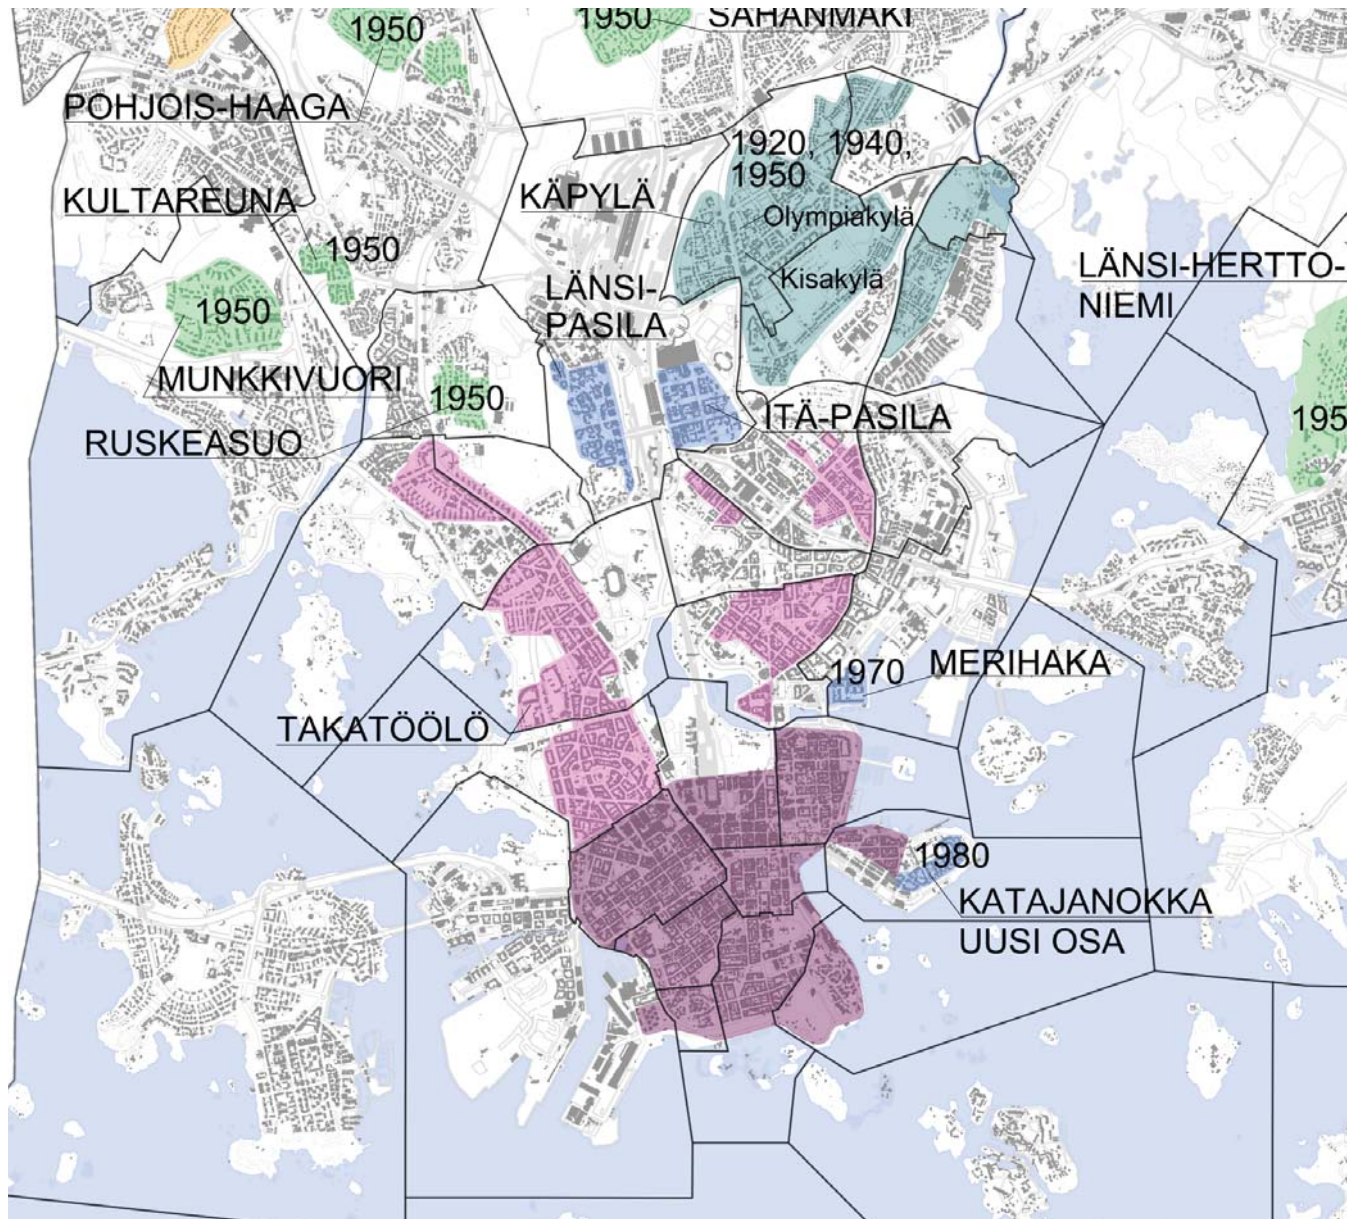 1950
1950
SAHANMÄKI
POHJOIS-HAAGA
1920, 1940,
1950
KULTAREUNA
KÄPYLÄ
Olympiakylä
1950
Kisakylä
LÄNSI-HERTTO-
NIEMI
LÄNSI-
PASILA
1950
MUNKKIVUORI
1950
ITÄ-PASILA
195
RUSKEASUO
1970
MERIHAKA
TAKATÖÖLÖ
1980
KATAJANOKKA
UUSI OSA